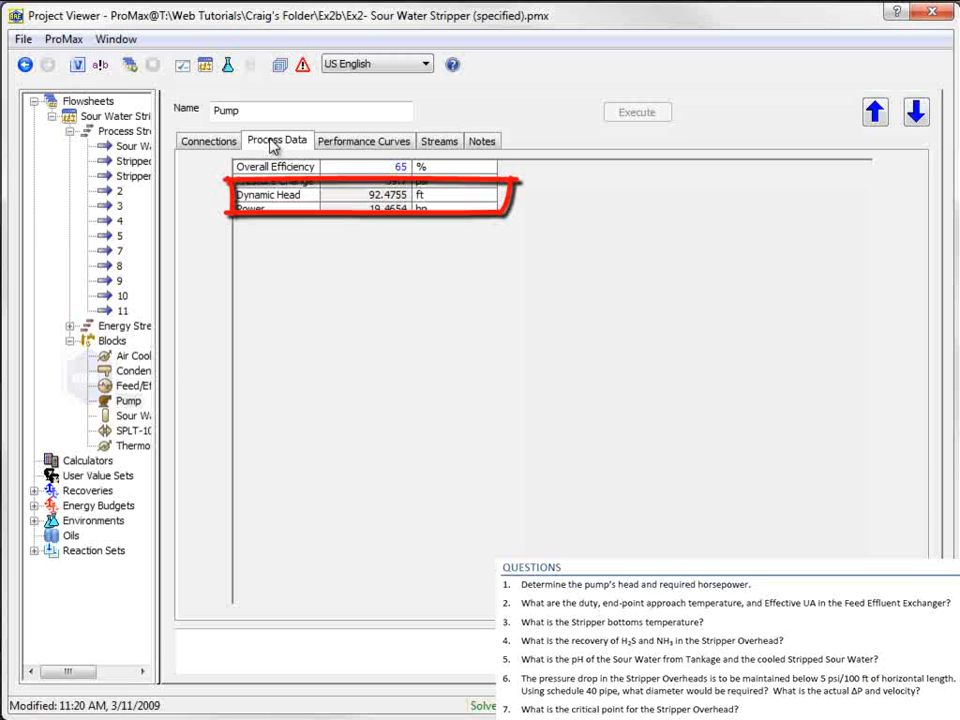 Project Viewer - ProMax@T:\Web Tutorials\Craig's Folder\Ex2b\Ex2- Sour Water Stripper (specified).pmx
File ProMax Window
a!b US English
Flowsheets
Sour Water Stri
Process Stre
Sour W
Stripped
Stripper
2
3
4
5
7
8
9
10
11
Energy Stre
Blocks
Air Cool
Conden
Feed/Ef
Pump
Sour W
SPLT-10
Thermo
Calculators
User Value Sets
Recoveries
Energy Budgets
Environments
Oils
Reaction Sets
Name Pump Execute
Connections Process Data Performance Curves Streams Notes
Overall Efficiency 65 %
Dynamic Head 92.4755 ft
Power 19.4654 hp
QUESTIONS
1. Determine the pump's head and required horsepower.
2. What are the duty, end-point approach temperature, and Effective UA in the Feed Effluent Exchanger?
3. What is the Stripper bottoms temperature?
4. What is the recovery of H₂S and NH₃ in the Stripper Overhead?
5. What is the pH of the Sour Water from Tankage and the cooled Stripped Sour Water?
6. The pressure drop in the Stripper Overheads is to be maintained below 5 psi/100 ft of horizontal length.
Using schedule 40 pipe, what diameter would be required? What is the actual ΔP and velocity?
7. What is the critical point for the Stripper Overhead?
Modified: 11:20 AM, 3/11/2009 Solve